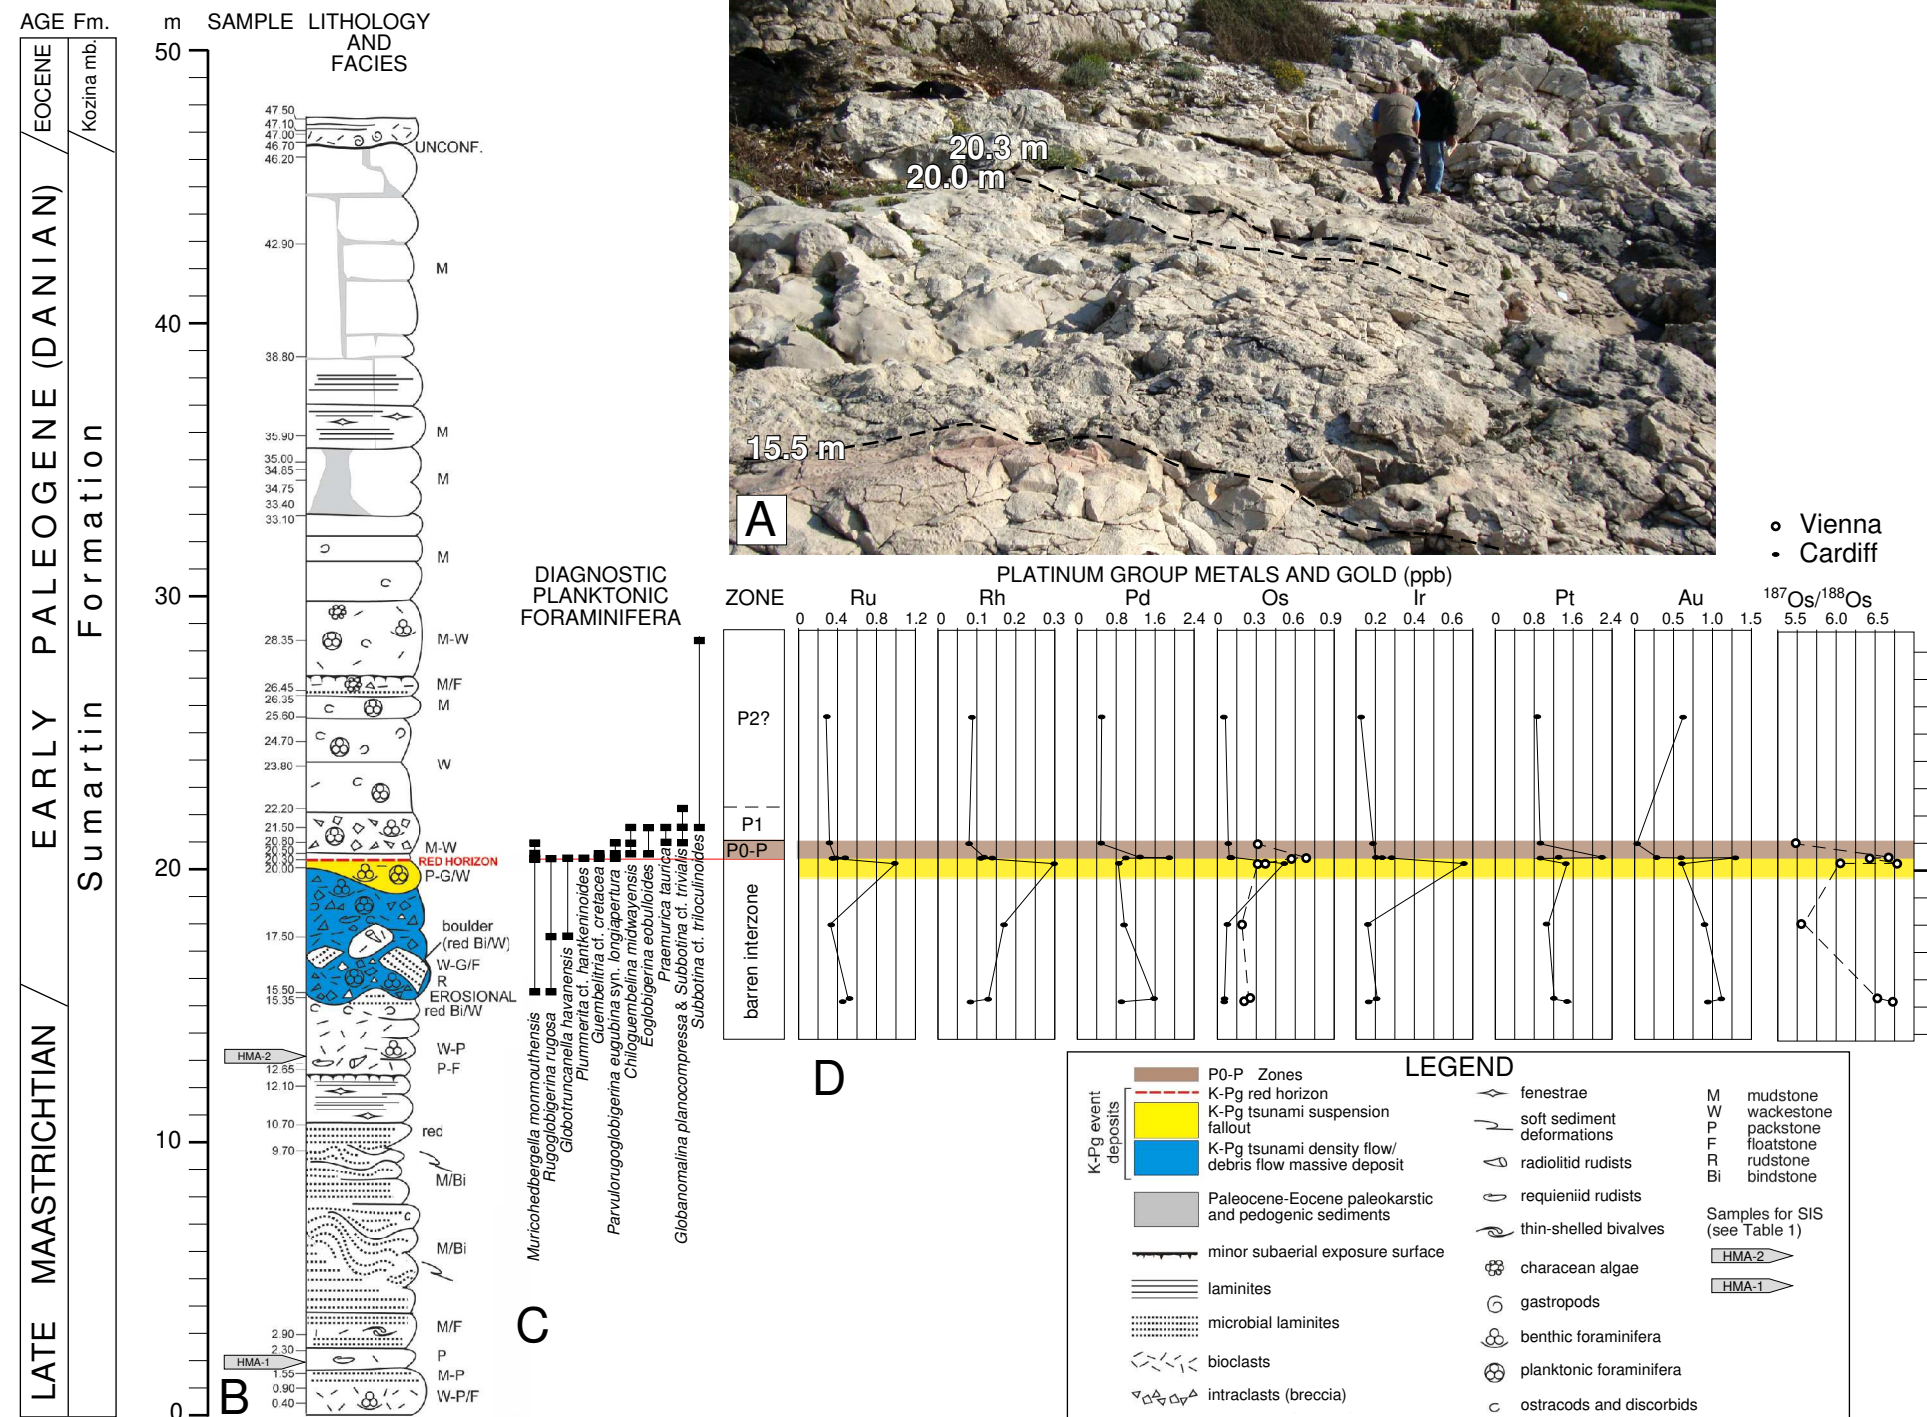 AGE Fm. m SAMPLE LITHOLOGY
AND
FACIES
EOCENE
Kozina mb.
EARLY PALEOGENE (DANIAN)
Sumartin Formation
LATE MAASTRICHTIAN
50
40
30
20
10
0
47.50
47.10
47.00
46.70
46.20
42.90
38.80
35.90
35.00
34.85
34.75
33.40
33.10
28.35
26.45
26.35
25.60
24.70
23.80
22.20
21.50
20.80
20.50
20.30
20.00
17.50
15.50
15.35
HMA-2
12.65
12.10
10.70
9.70
2.90
2.30
HMA-1
1.55
0.90
0.40
UNCONF.
M
M
M
M
M-W
M/F
M
W
M-W
RED HORIZON
P-G/W
boulder
(red Bi/W)
W-G/F
R
EROSIONAL
red Bi/W
W-P
P-F
red
M/Bi
M/Bi
M/F
P
M-P
W-P/F
B
20.3 m
20.0 m
15.5 m
A
DIAGNOSTIC
PLANKTONIC
FORAMINIFERA
Muricohedbergella monmouthensis
Rugoglobigerina rugosa
Globotruncanella havanensis
Plummerita cf. hantkeninoides
Guembelitria cf. cretacea
Parvulorugoglobigerina eugubina syn. longiapertura
Chiloguembelina midwayensis
Eoglobigerina eobulloides
Praemurica taurica
Globanomalina planocompressa & Subbotina cf. trivialis
Subbotina cf. triloculinoides
C
ZONE
P2?
P1
P0-P
barren interzone
Vienna
Cardiff
PLATINUM GROUP METALS AND GOLD (ppb)
Ru Rh Pd Os Ir Pt Au 187Os/188Os
0 0.4 0.8 1.2 0 0.1 0.2 0.3 0 0.8 1.6 2.4 0 0.3 0.6 0.9 0.2 0.4 0.6 0 0.8 1.6 2.4 0 0.5 1.0 1.5 5.5 6.0 6.5
D
LEGEND
K-Pg event
deposits
P0-P Zones
K-Pg red horizon
K-Pg tsunami suspension
fallout
K-Pg tsunami density flow/
debris flow massive deposit
Paleocene-Eocene paleokarstic
and pedogenic sediments
minor subaerial exposure surface
laminites
microbial laminites
bioclasts
intraclasts (breccia)
fenestrae
soft sediment
deformations
radiolitid rudists
requieniid rudists
thin-shelled bivalves
characean algae
gastropods
benthic foraminifera
planktonic foraminifera
ostracods and discorbids
M mudstone
W wackestone
P packstone
F floatstone
R rudstone
Bi bindstone
Samples for SIS
(see Table 1)
HMA-2
HMA-1